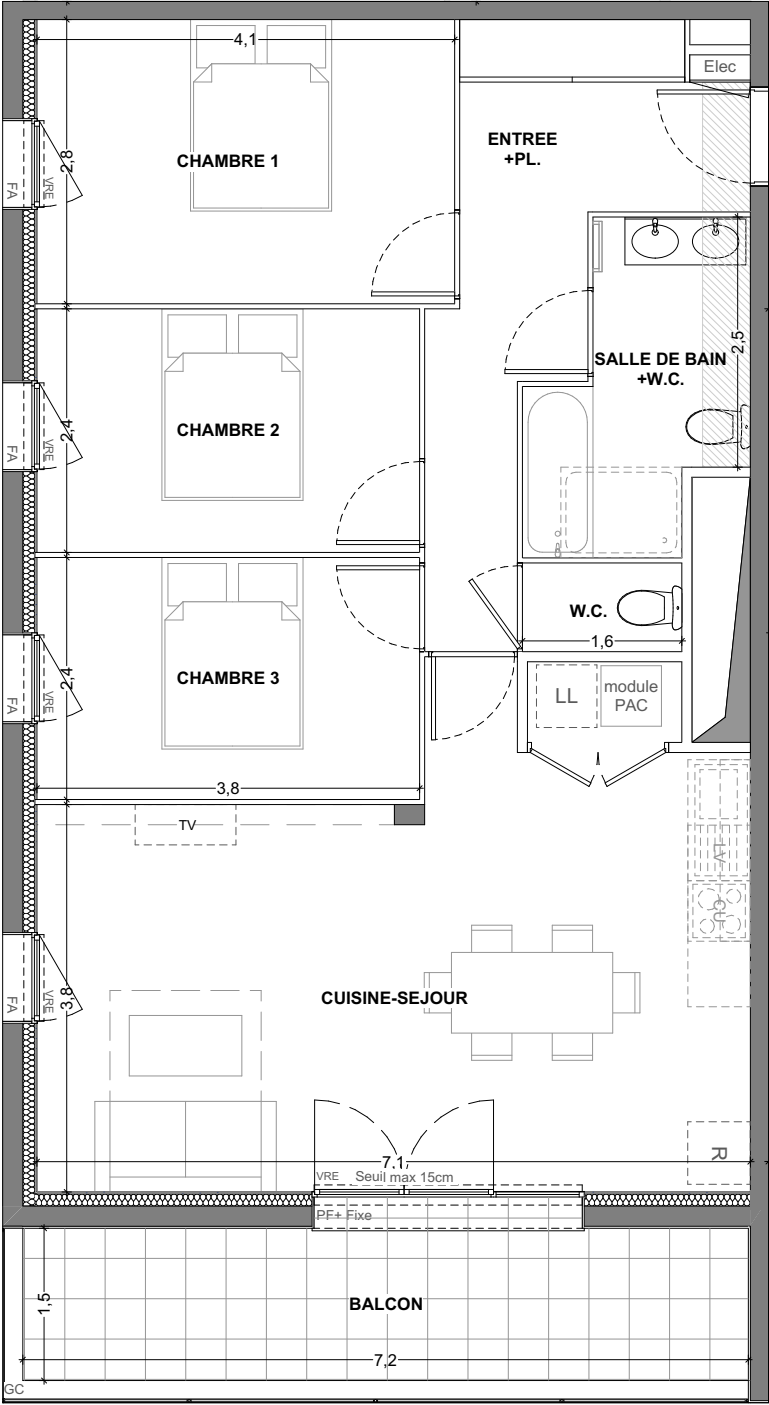 4,1
Elec
ENTREE
+PL.
CHAMBRE 1
2,8
FA
VRE
2,5
SALLE DE BAIN
+W.C.
CHAMBRE 2
2,4
FA
VRE
W.C.
1,6
CHAMBRE 3
2,4
FA
VRE
LL
module
PAC
3,8
TV
LV
CU
CUISINE-SEJOUR
3,8
FA
VRE
R
7,1
VRE
Seuil max 15cm
PF+ Fixe
BALCON
1,5
7,2
GC